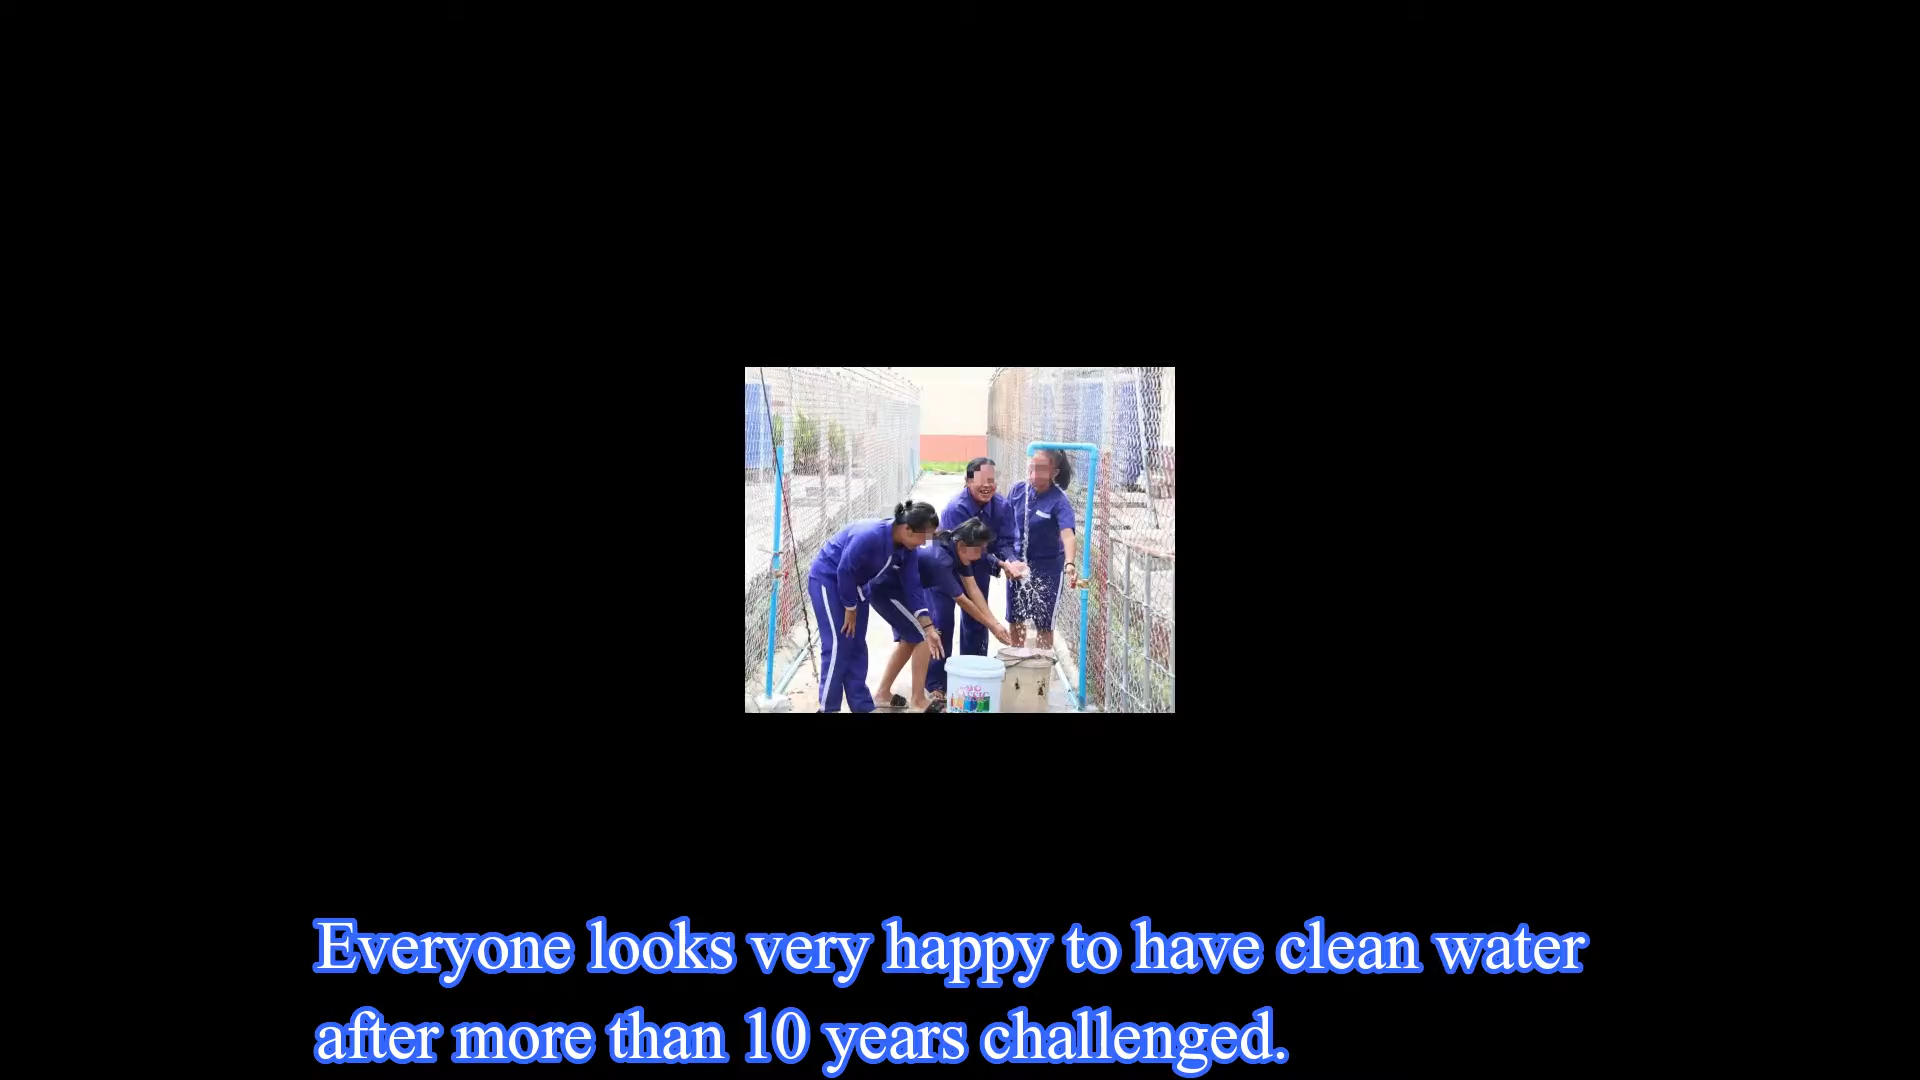 Everyone looks very happy to have clean water
after more than 10 years challenged.